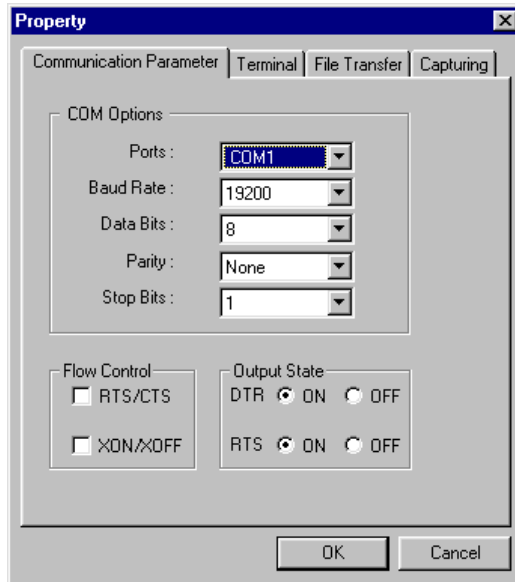 Property
Communication Parameter Terminal File Transfer Capturing
COM Options
Ports : COM1
Baud Rate : 19200
Data Bits : 8
Parity : None
Stop Bits : 1
Flow Control
RTS/CTS
XON/XOFF
Output State
DTR ON OFF
RTS ON OFF
OK Cancel